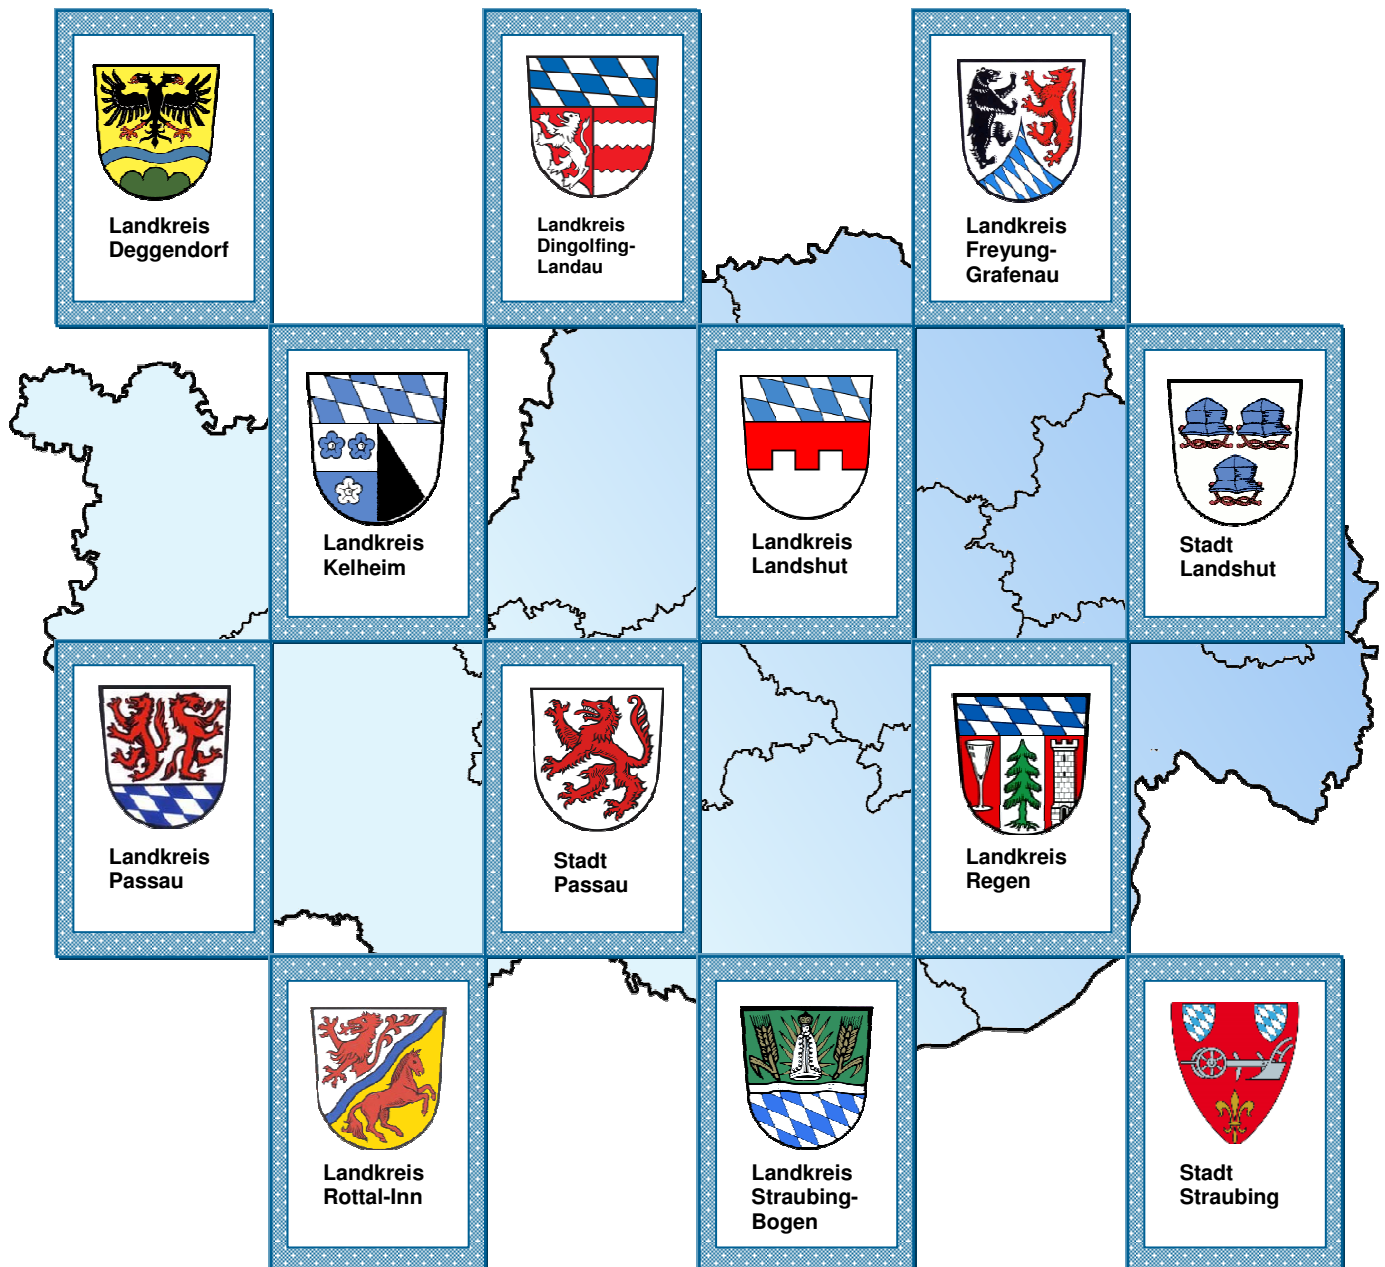 Landkreis
Deggendorf
Landkreis
Dingolfing-
Landau
Landkreis
Freyung-
Grafenau
Landkreis
Kelheim
Landkreis
Landshut
Stadt
Landshut
Landkreis
Passau
Stadt
Passau
Landkreis
Regen
Landkreis
Rottal-Inn
Landkreis
Straubing-
Bogen
Stadt
Straubing